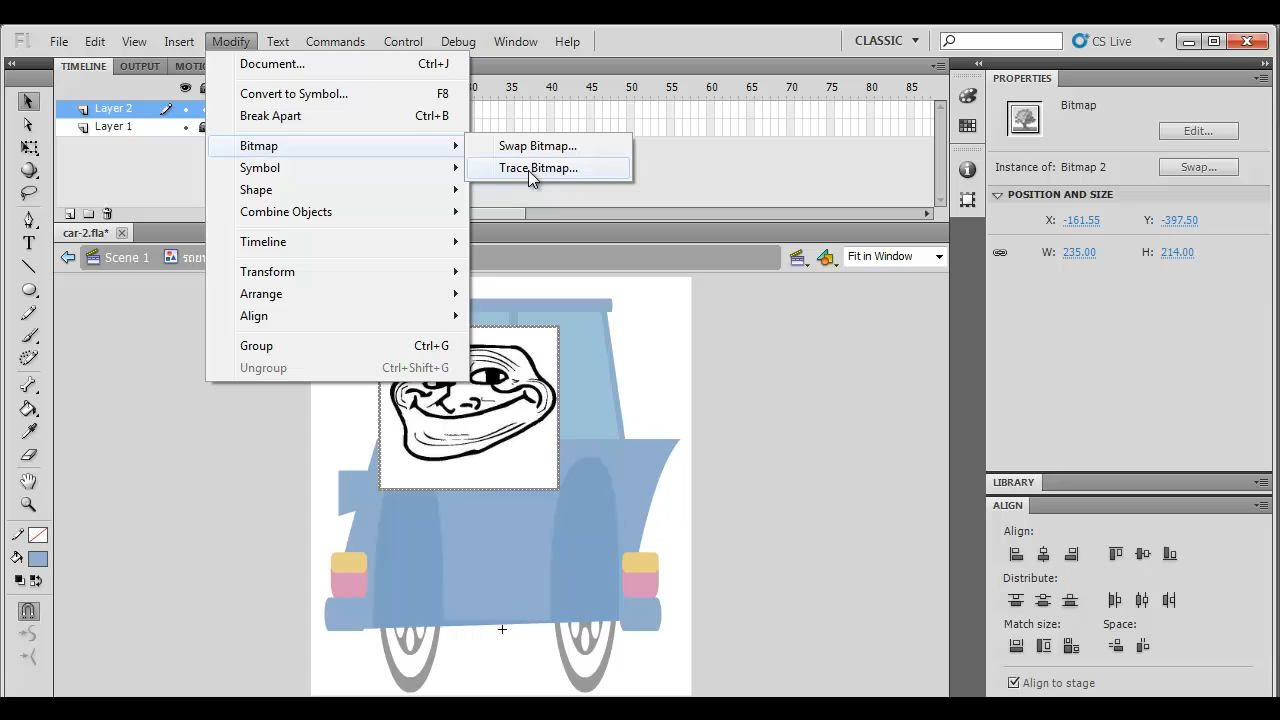 Fl File Edit View Insert Modify Text Commands Control Debug Window Help CLASSIC CS Live
TIMELINE OUTPUT
Document... Ctrl+J
Convert to Symbol... F8
Break Apart Ctrl+B
Bitmap
Symbol
Shape
Combine Objects
Timeline
Transform
Arrange
Align
Group Ctrl+G
Ungroup Ctrl+Shift+G
Swap Bitmap...
Trace Bitmap...
30 35 40 45 50 55 60 65 70 75 80 85
Layer 2
Layer 1
car-2.fla*
Scene 1
Fit in Window
T
PROPERTIES
Bitmap
Edit...
Instance of: Bitmap 2 Swap...
POSITION AND SIZE
X: -161.55 Y: -397.50
W: 235.00 H: 214.00
LIBRARY
ALIGN
Align:
Distribute:
Match size: Space:
Align to stage